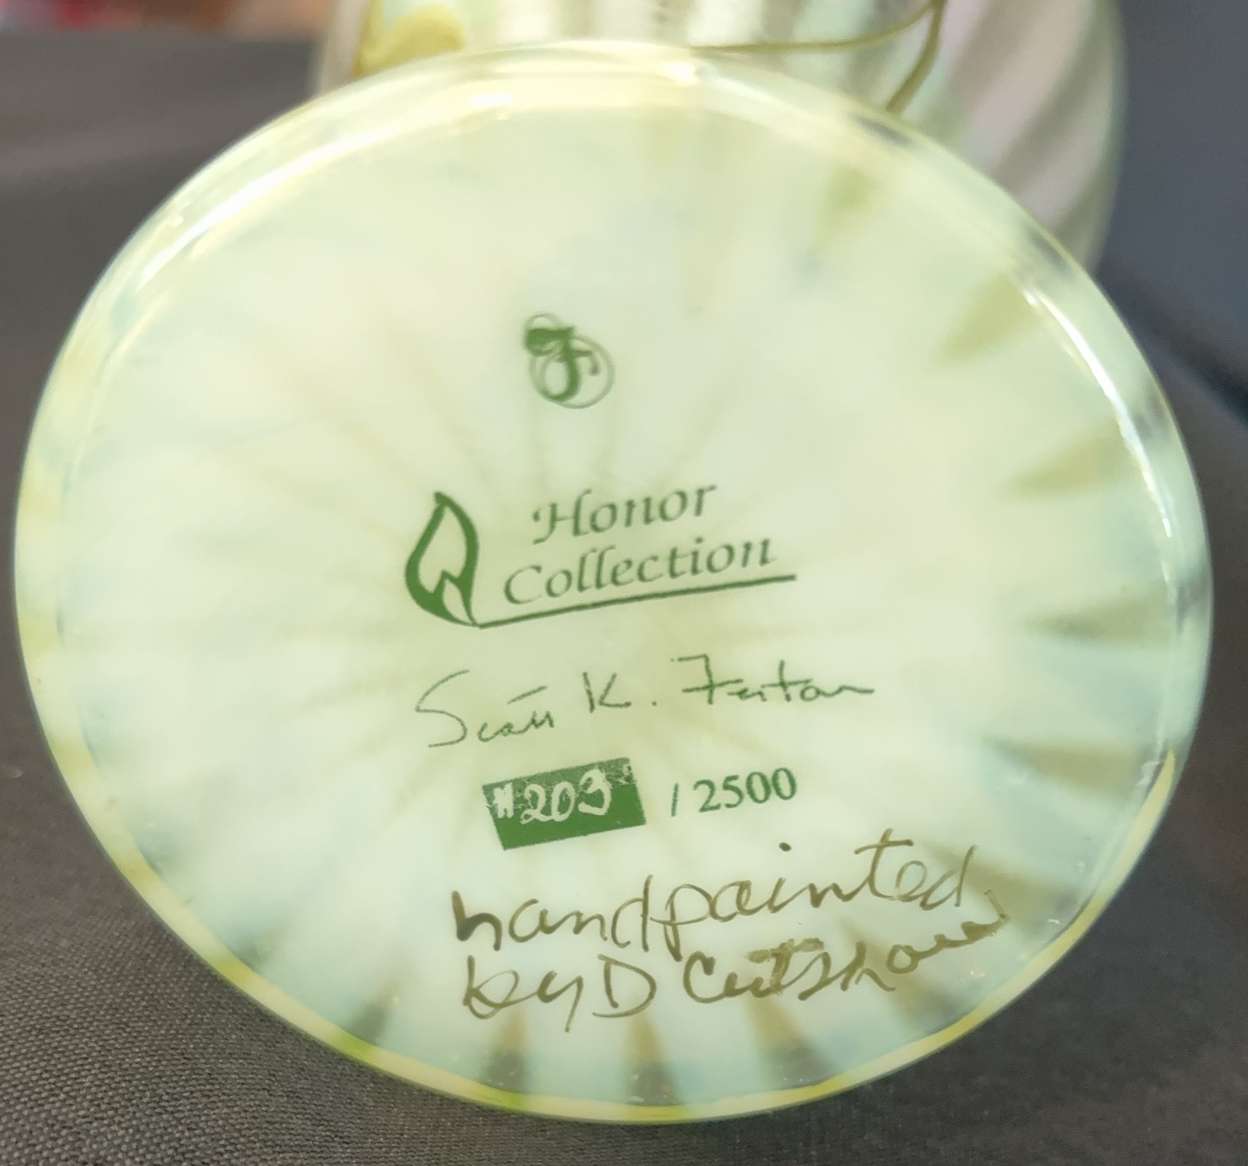 F
Honor
Collection
Scott K. Fenton
#203 / 2500
handpainted
by D Cutshaw